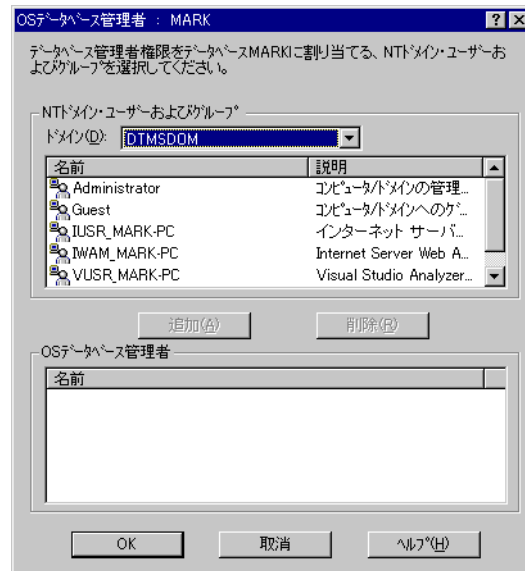 OSﾃﾞｰﾀﾍﾞｰｽ管理者 : MARK
ﾃﾞｰﾀﾍﾞｰｽ管理者権限をﾃﾞｰﾀﾍﾞｰｽMARKに割り当てる、NTﾄﾞﾒｲﾝ・ﾕｰｻﾞｰお
よびｸﾞﾙｰﾌﾟを選択してください。
NTﾄﾞﾒｲﾝ・ﾕｰｻﾞｰおよびｸﾞﾙｰﾌﾟ
ﾄﾞﾒｲﾝ(D): DTMSDOM
名前 説明
Administrator ｺﾝﾋﾟｭｰﾀ/ﾄﾞﾒｲﾝの管理...
Guest ｺﾝﾋﾟｭｰﾀ/ﾄﾞﾒｲﾝへのｹﾞ...
IUSR_MARK-PC インターネット サーバ...
IWAM_MARK-PC Internet Server Web A...
VUSR_MARK-PC Visual Studio Analyzer...
追加(A) 削除(R)
OSﾃﾞｰﾀﾍﾞｰｽ管理者
名前
OK 取消 ﾍﾙﾌﾟ(H)